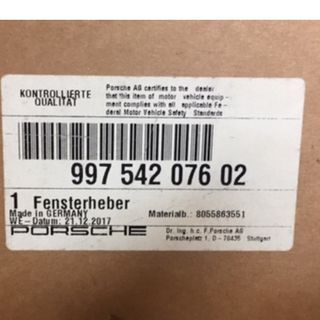 KONTROLLIERTE
QUALITÄT
Porsche AG certifies to the dealer
that this item of motor vehicle equip-
ment complies with all applicable Fe-
deral Motor Vehicle Safety Standards
997 542 076 02
1 Fensterheber
Made in GERMANY
Materialb.: 8055863551
WE-Datum: 21.12.2017
PORSCHE
Dr. Ing. h.c. F.Porsche AG
Porscheplatz 1, D - 70435 Stuttgart